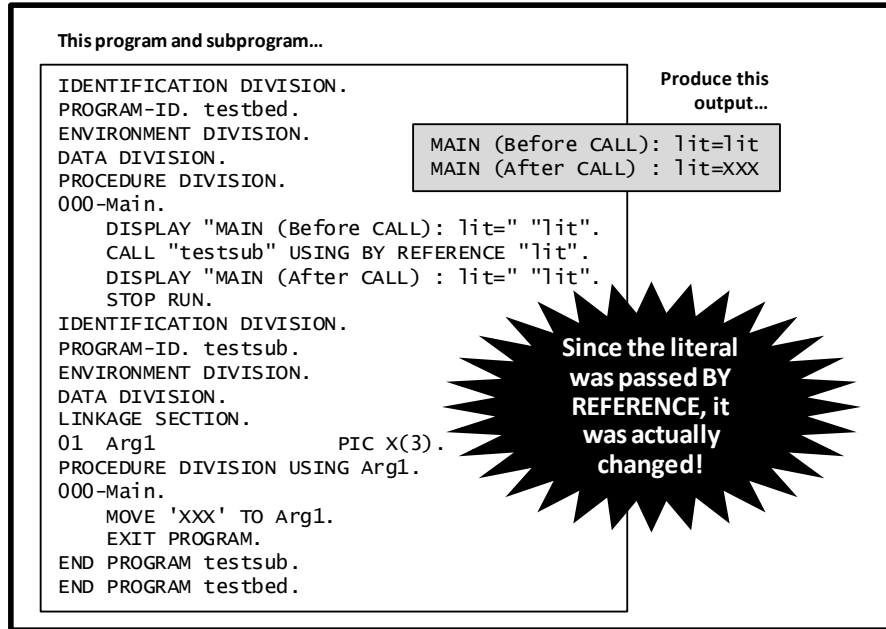 This program and subprogram…
IDENTIFICATION DIVISION.
PROGRAM-ID. testbed.
ENVIRONMENT DIVISION.
DATA DIVISION.
PROCEDURE DIVISION.
000-Main.
    DISPLAY "MAIN (Before CALL): lit=" "lit".
    CALL "testsub" USING BY REFERENCE "lit".
    DISPLAY "MAIN (After CALL) : lit=" "lit".
    STOP RUN.
IDENTIFICATION DIVISION.
PROGRAM-ID. testsub.
ENVIRONMENT DIVISION.
DATA DIVISION.
LINKAGE SECTION.
01  Arg1                PIC X(3).
PROCEDURE DIVISION USING Arg1.
000-Main.
    MOVE 'XXX' TO Arg1.
    EXIT PROGRAM.
END PROGRAM testsub.
END PROGRAM testbed.
Produce this
output…
MAIN (Before CALL): lit=lit
MAIN (After CALL) : lit=XXX
Since the literal
was passed BY
REFERENCE, it
was actually
changed!